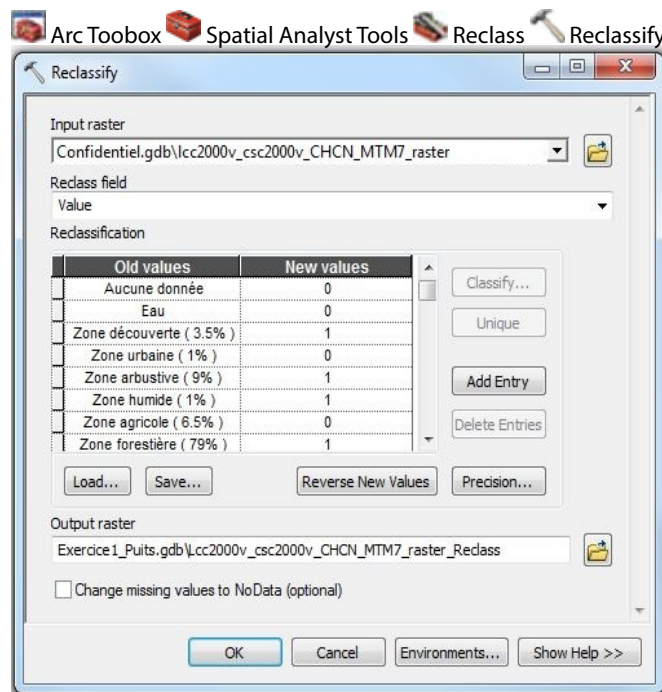 Arc Toobox Spatial Analyst Tools Reclass Reclassify
Reclassify
Input raster
Confidentiel.gdb\lcc2000v_csc2000v_CHCN_MTM7_raster
Reclass field
Value
Reclassification
Old values New values
Aucune donnée 0
Eau 0
Zone découverte ( 3.5% ) 1
Zone urbaine ( 1% ) 0
Zone arbustive ( 9% ) 1
Zone humide ( 1% ) 1
Zone agricole ( 6.5% ) 0
Zone forestière ( 79% ) 1
Classify...
Unique
Add Entry
Delete Entries
Load... Save... Reverse New Values Precision...
Output raster
Exercice1_Puits.gdb\Lcc2000v_csc2000v_CHCN_MTM7_raster_Reclass
Change missing values to NoData (optional)
OK Cancel Environments... Show Help >>